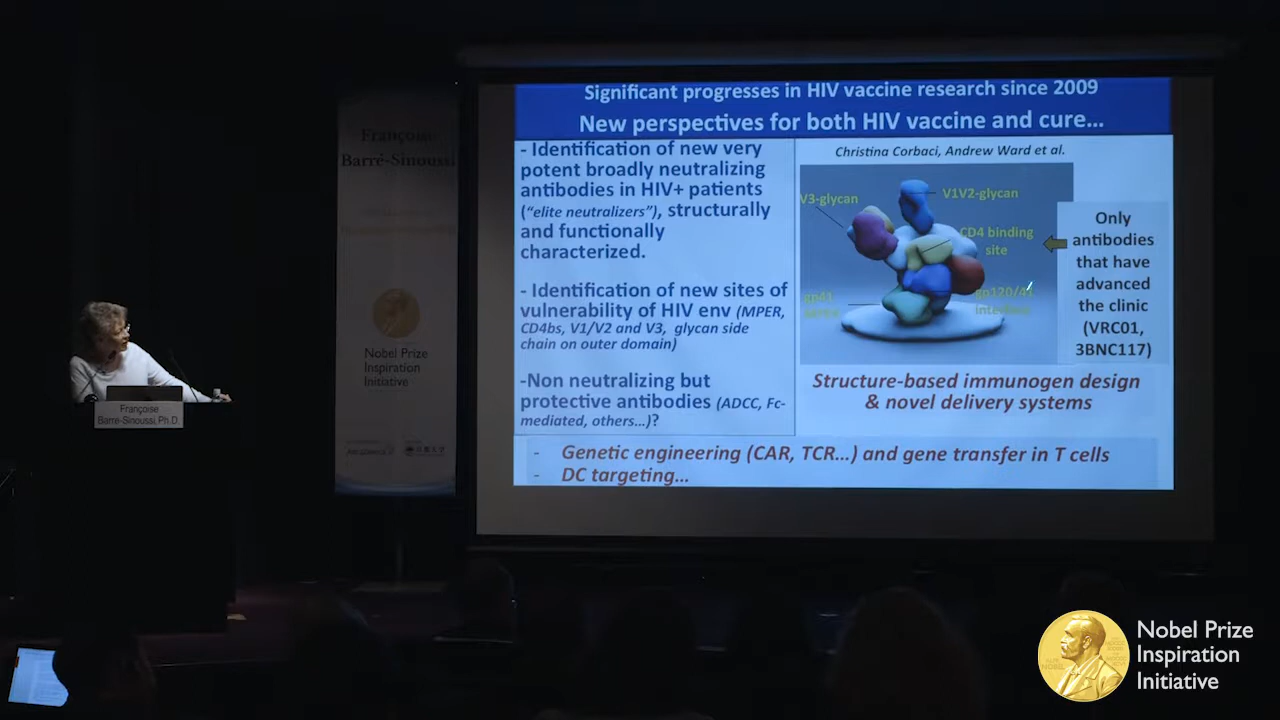 Françoise
Barré-Sinoussi
Nobel Prize
Inspiration
Initiative
Françoise
Barré-Sinoussi, Ph.D.
Significant progresses in HIV vaccine research since 2009
New perspectives for both HIV vaccine and cure...
- Identification of new very
potent broadly neutralizing
antibodies in HIV+ patients
("elite neutralizers"), structurally
and functionally
characterized.
- Identification of new sites of
vulnerability of HIV env (MPER,
CD4bs, V1/V2 and V3, glycan side
chain on outer domain)
-Non neutralizing but
protective antibodies (ADCC, Fc-
mediated, others...)?
Christina Corbaci, Andrew Ward et al.
V3-glycan
V1V2-glycan
CD4 binding
site
gp41
gp120/41
interface
Only
antibodies
that have
advanced
the clinic
(VRC01,
3BNC117)
Structure-based immunogen design
& novel delivery systems
- Genetic engineering (CAR, TCR...) and gene transfer in T cells
- DC targeting...
Nobel Prize
Inspiration
Initiative